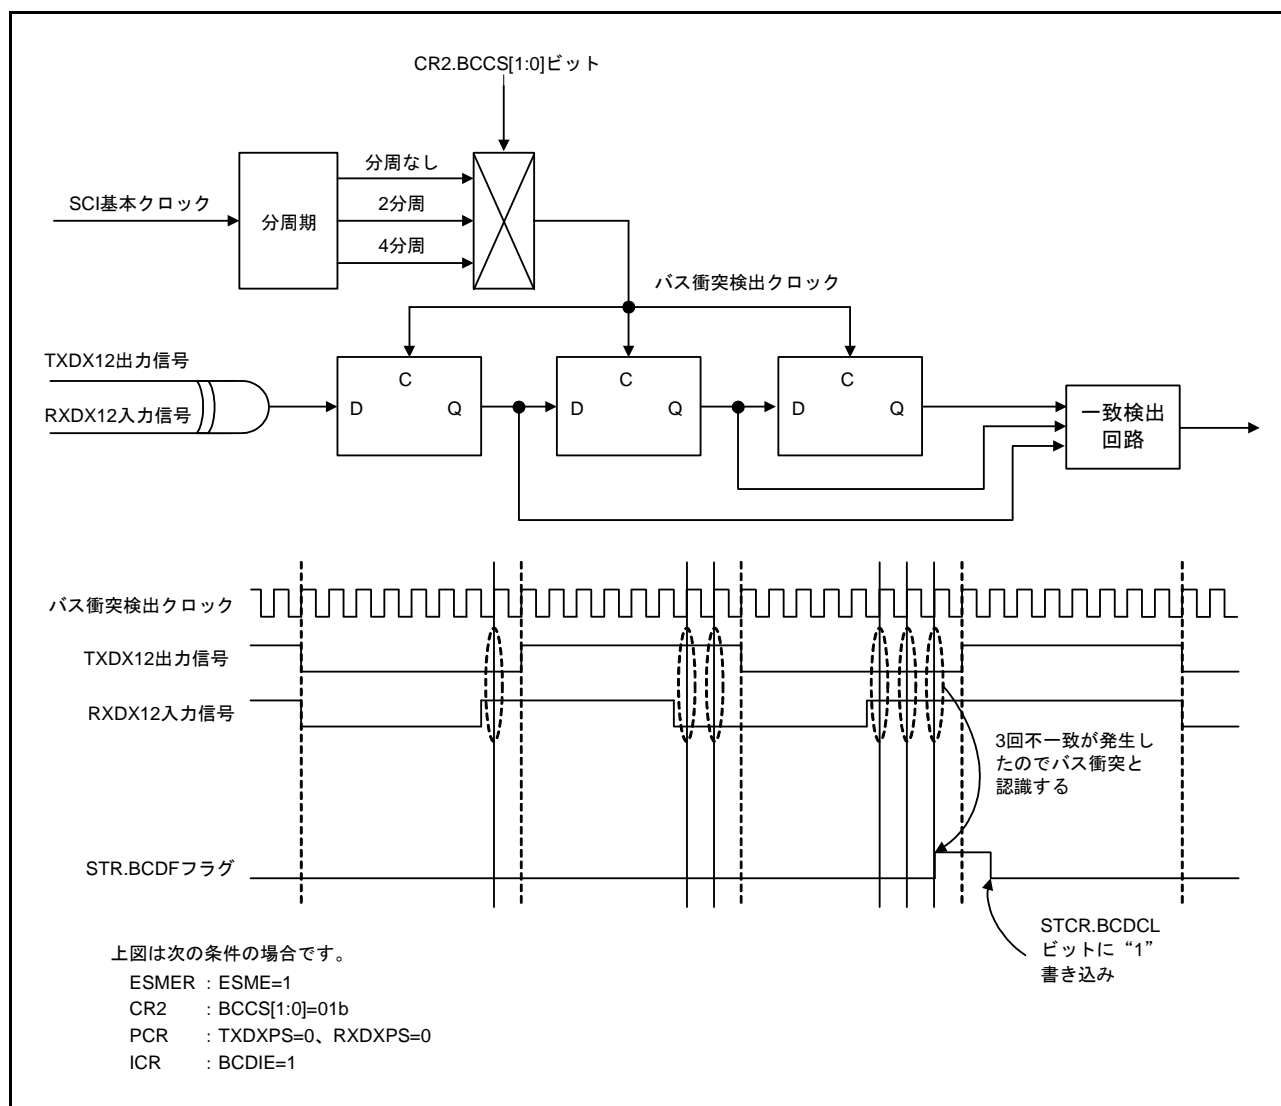 CR2.BCCS[1:0]ビット
分周なし
SCI基本クロック
分周期
2分周
4分周
バス衝突検出クロック
TXDX12出力信号
RXDX12入力信号
C
D
Q
C
D
Q
C
D
Q
一致検出
回路
バス衝突検出クロック
TXDX12出力信号
RXDX12入力信号
3回不一致が発生し
たのでバス衝突と
認識する
STR.BCDFフラグ
STCR.BCDCL
ビットに“1”
書き込み
上図は次の条件の場合です。
ESMER : ESME=1
CR2 : BCCS[1:0]=01b
PCR : TXDXPS=0、RXDXPS=0
ICR : BCDIE=1